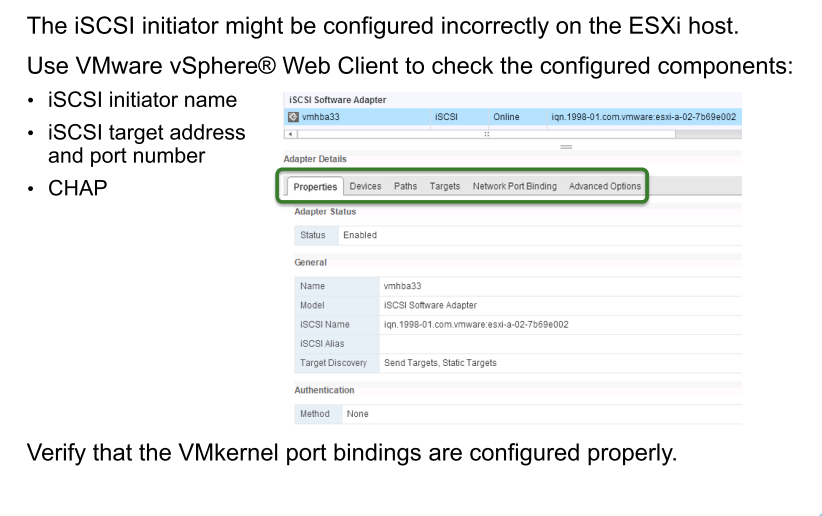 The iSCSI initiator might be configured incorrectly on the ESXi host.
Use VMware vSphere® Web Client to check the configured components:
• iSCSI initiator name
• iSCSI target address
and port number
• CHAP
iSCSI Software Adapter
vmhba33 iSCSI Online iqn.1998-01.com.vmware:esxi-a-02-7b69e002
Adapter Details
Properties Devices Paths Targets Network Port Binding Advanced Options
Adapter Status
Status Enabled
General
Name vmhba33
Model iSCSI Software Adapter
iSCSI Name iqn.1998-01.com.vmware:esxi-a-02-7b69e002
iSCSI Alias
Target Discovery Send Targets, Static Targets
Authentication
Method None
Verify that the VMkernel port bindings are configured properly.